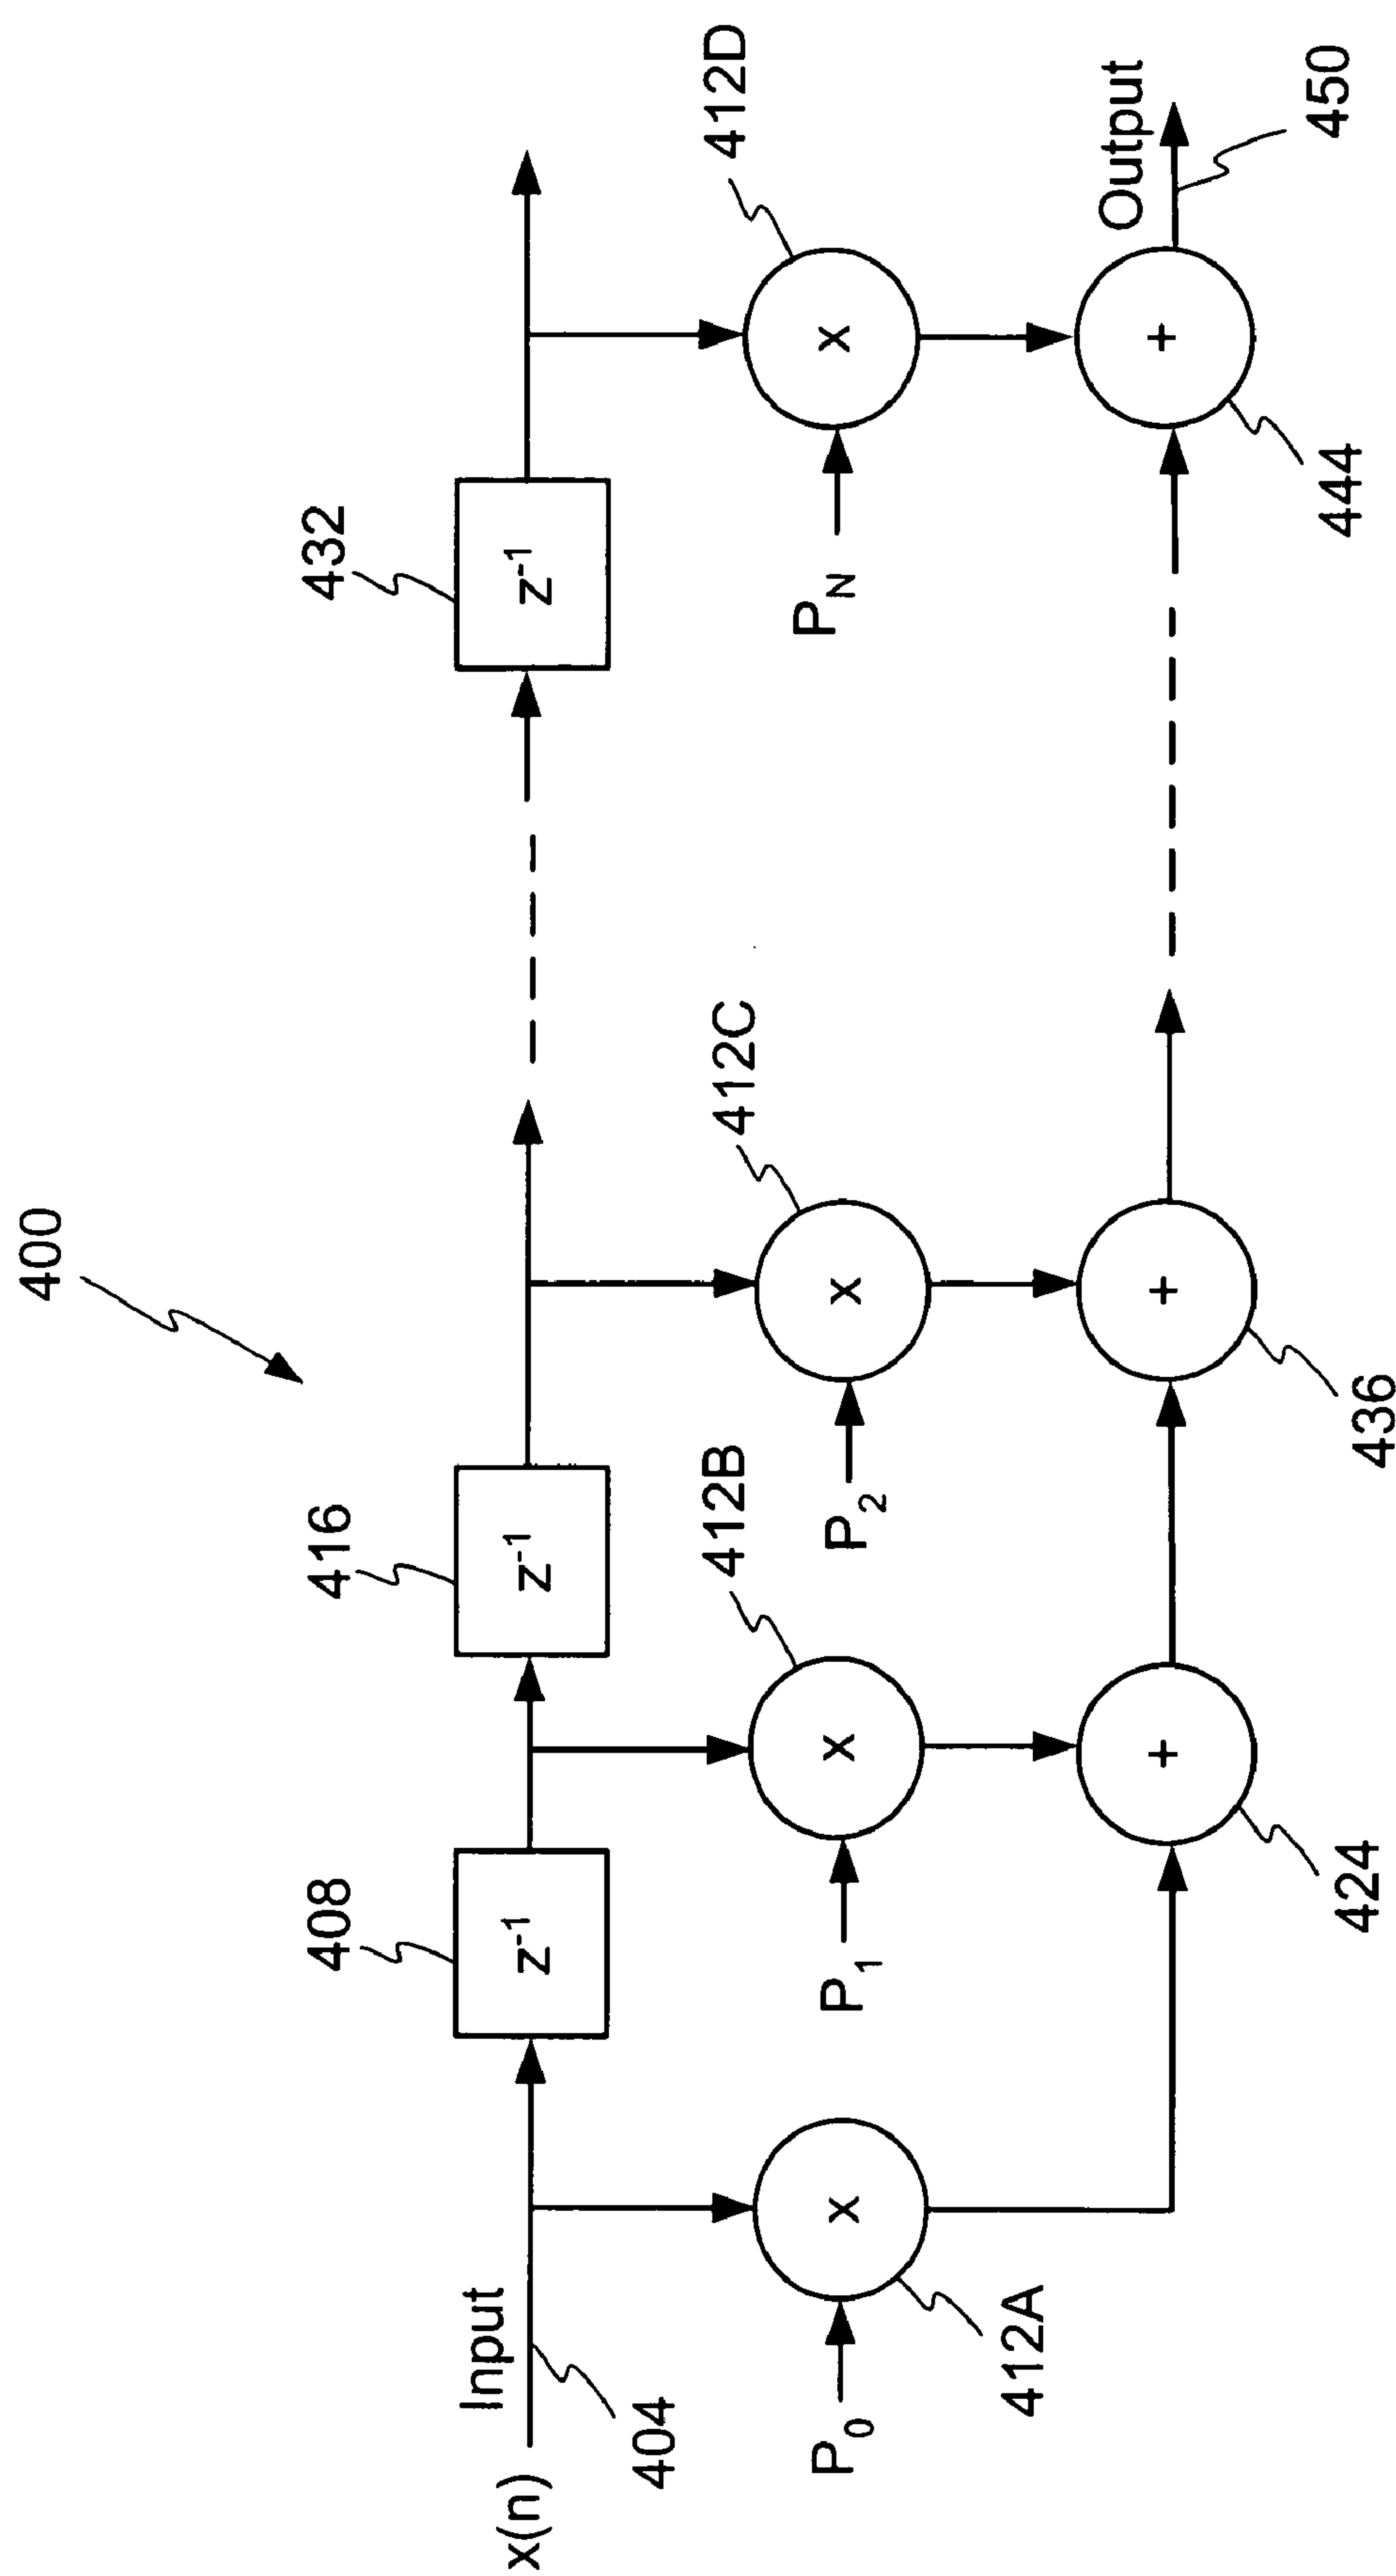 400
408
416
432
z⁻¹
z⁻¹
z⁻¹
Input
x(n)
404
412B
412C
412D
x
x
x
x
P₀
P₁
P₂
P_N
412A
+
+
+
Output
424
436
444
450